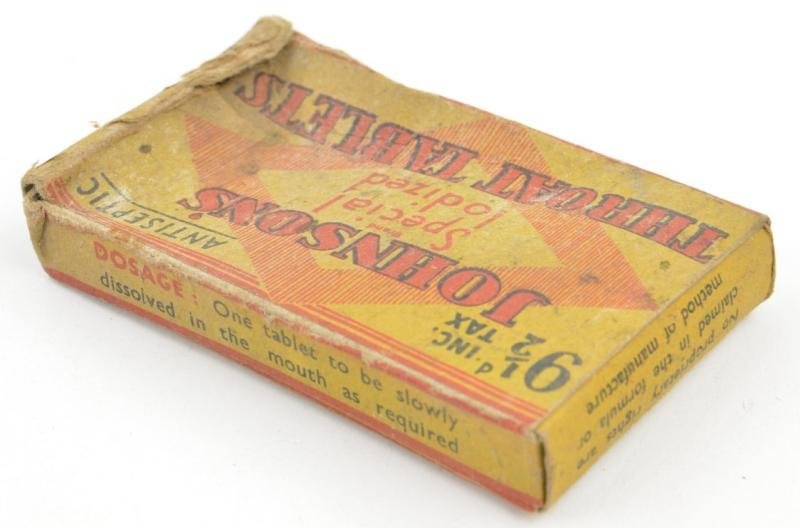 9½d INC. TAX
ANTISEPTIC
JOHNSON'S
Special
Iodized
THROAT TABLETS
DOSAGE: One tablet to be slowly
dissolved in the mouth as required
No proprietary rights are
claimed in the formula or
method of manufacture